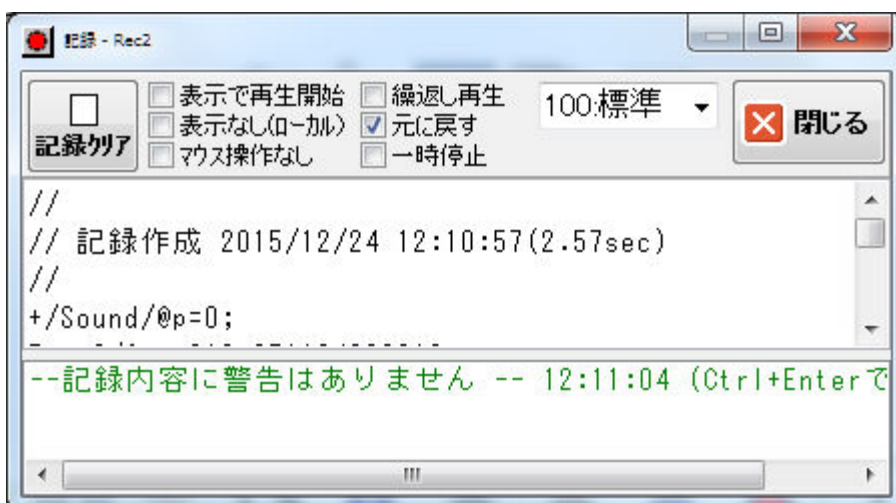 記録 - Rec2
記録ｸﾘｱ
表示で再生開始
表示なし(ﾛｰｶﾙ)
ﾏｳｽ操作なし
繰返し再生
元に戻す
一時停止
100:標準
閉じる
//
// 記録作成 2015/12/24 12:10:57(2.57sec)
//
+/Sound/@p=0;
--記録内容に警告はありません -- 12:11:04 (Ctrl+Enterで